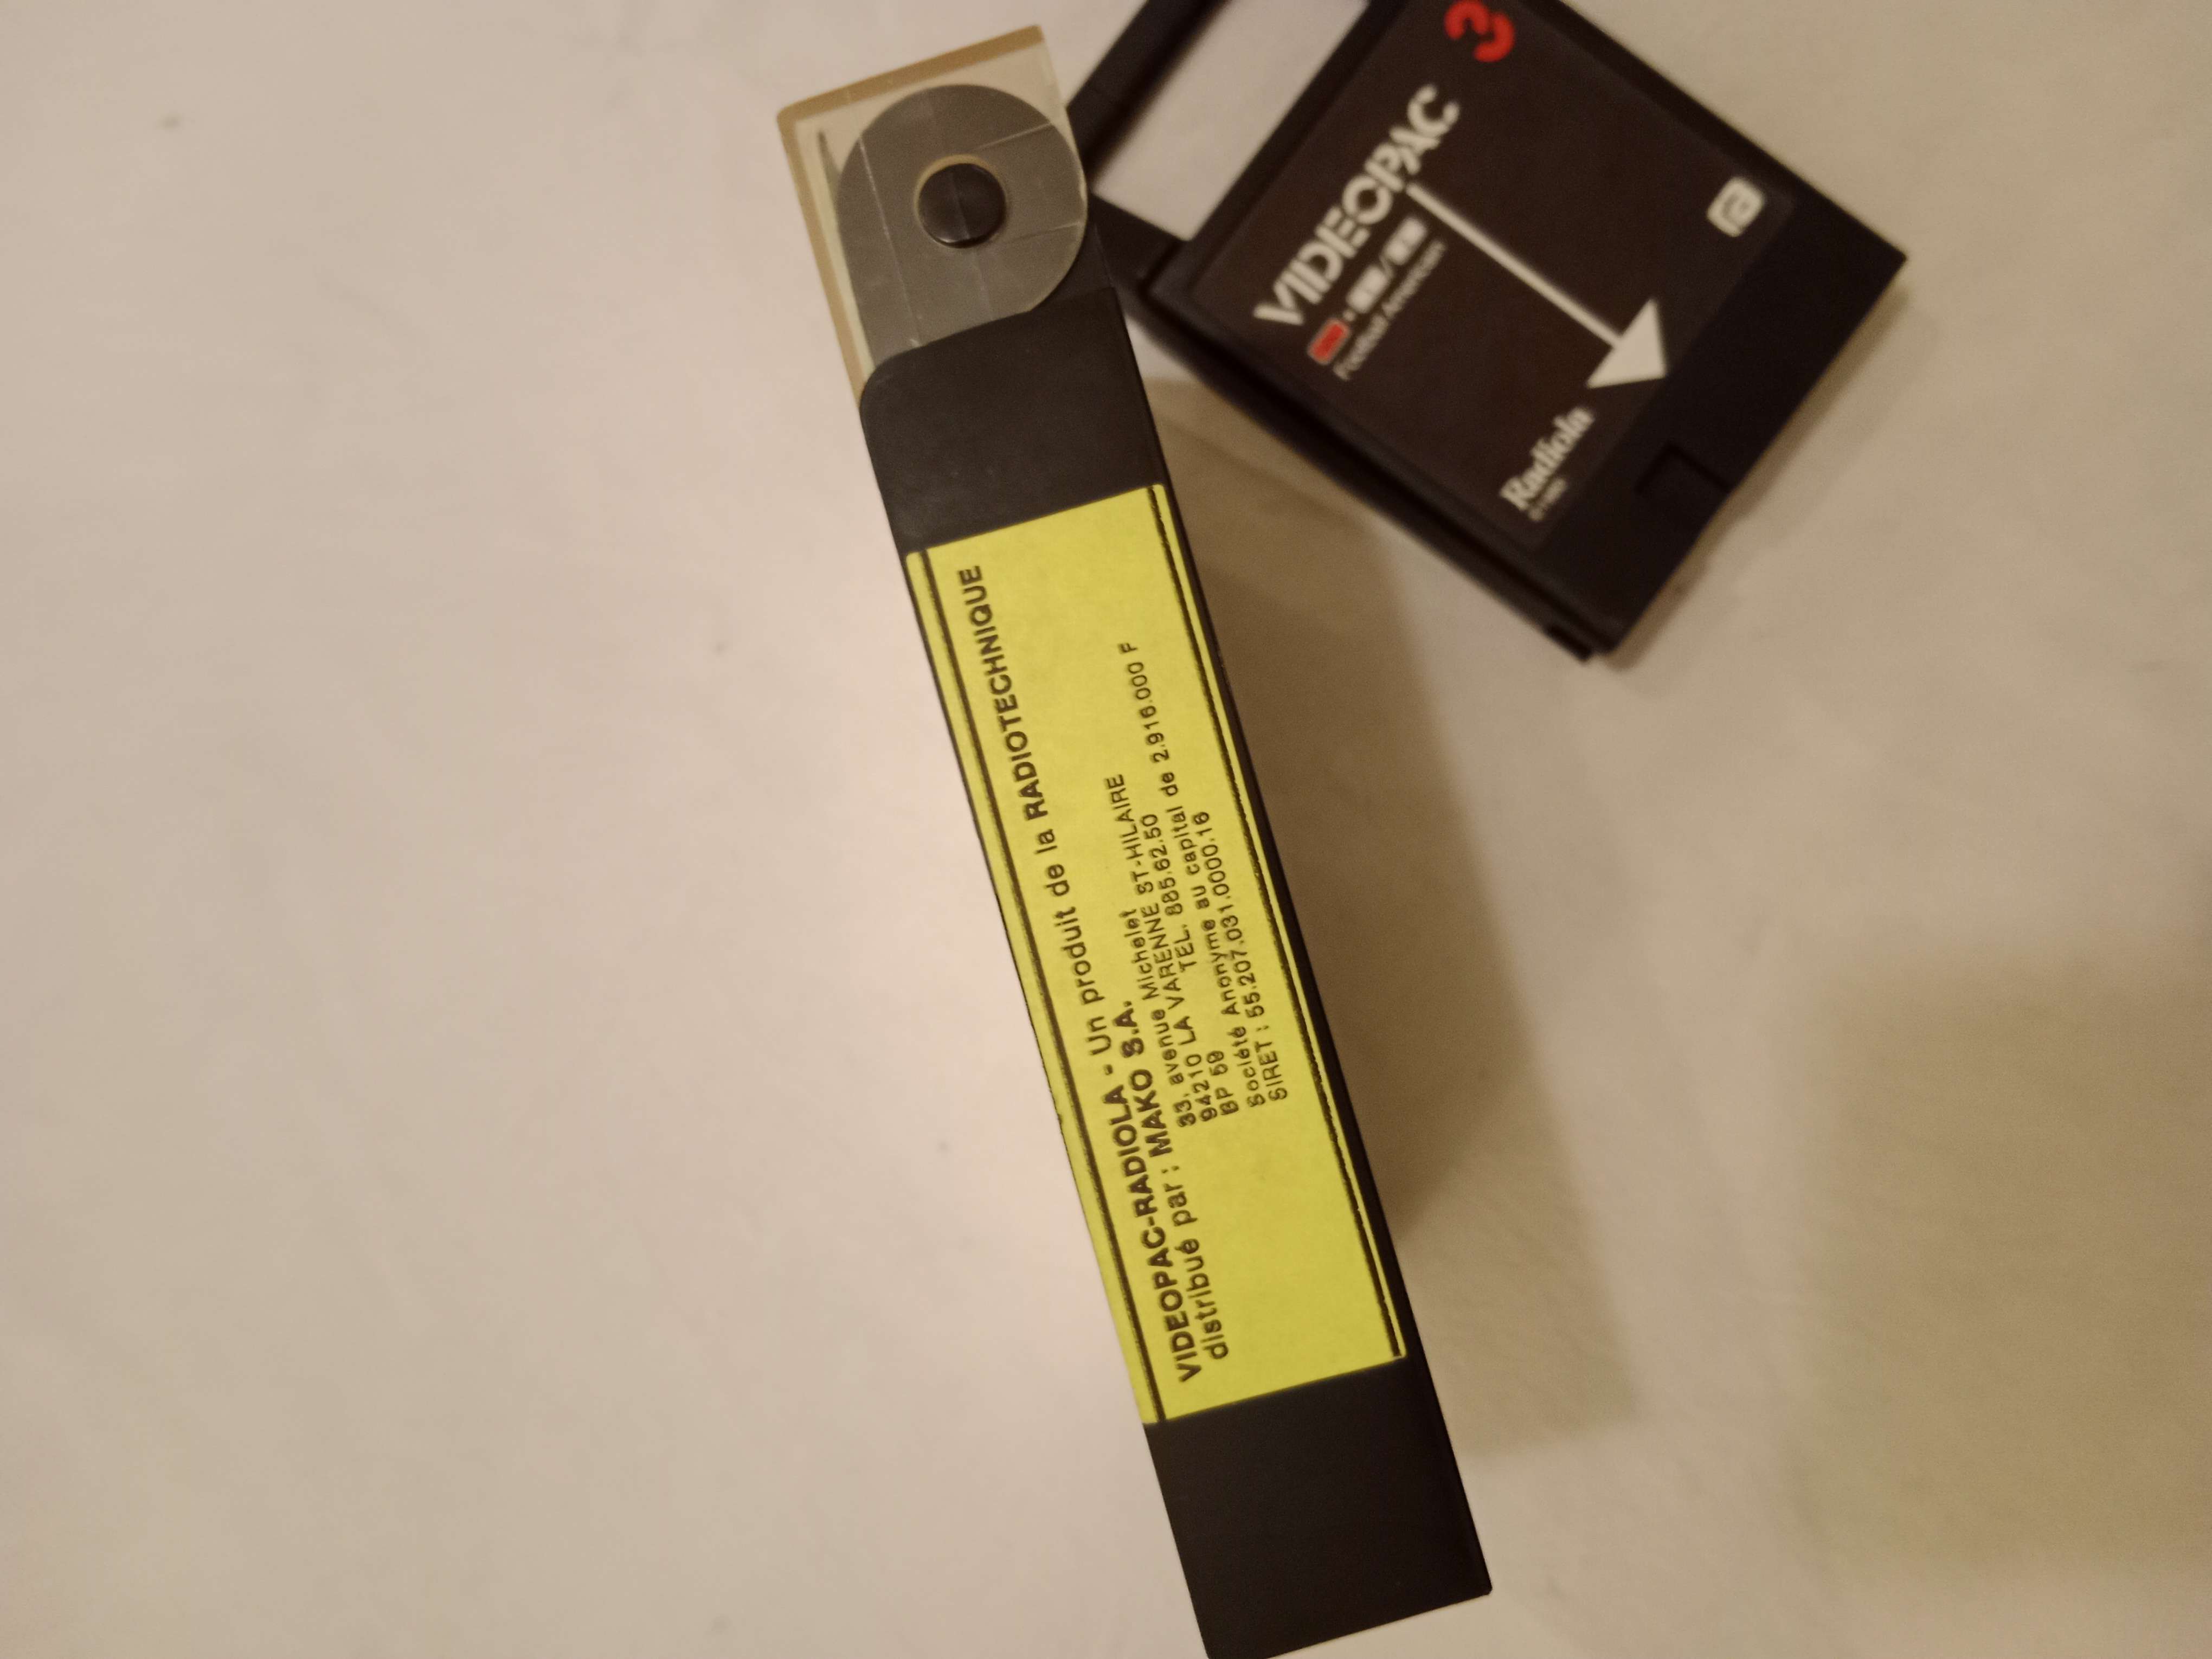 VIDEOPAC-RADIOLA - Un produit de la RADIOTECHNIQUE
distribué par : MAKO S.A.
33, avenue Michelet
94210 LA VARENNE ST-HILAIRE
BP 59 TEL. 885.62.50
Société Anonyme au capital de 2.916.000 F
SIRET : 55.207.031.0000.16
3
VIDEOPAC
Football Américain
Radiola